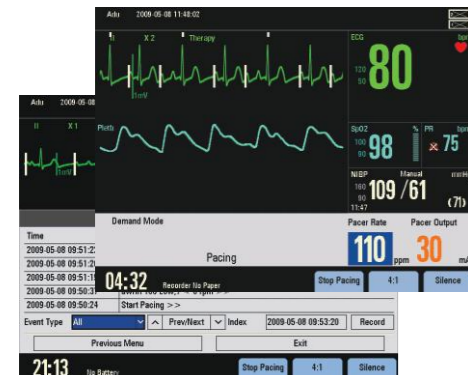 Adu 2009-05-08 11:48:02
II X 2 Therapy
1mV
ECG bpm
120
50
80
Pleth
SpO2 %
100
90
98
PR bpm
75
NIBP Manual mmHg
160
90
109 /61
(71)
11:47
Demand Mode
Pacing
Pacer Rate Pacer Output
110 ppm
30 mA
04:32 Recorder No Paper
Stop Pacing 4:1 Silence
Adu 2009-05-08
II X 1
1mV
Time
2009-05-08 09:51:2
2009-05-08 09:51:2
2009-05-08 09:51:1
2009-05-08 09:50:3
2009-05-08 09:50:24 Start Pacing > >
Event Type All Prev/Next Index 2009-05-08 09:53:20 Record
Previous Menu Exit
21:13 No Battery
Stop Pacing 4:1 Silence